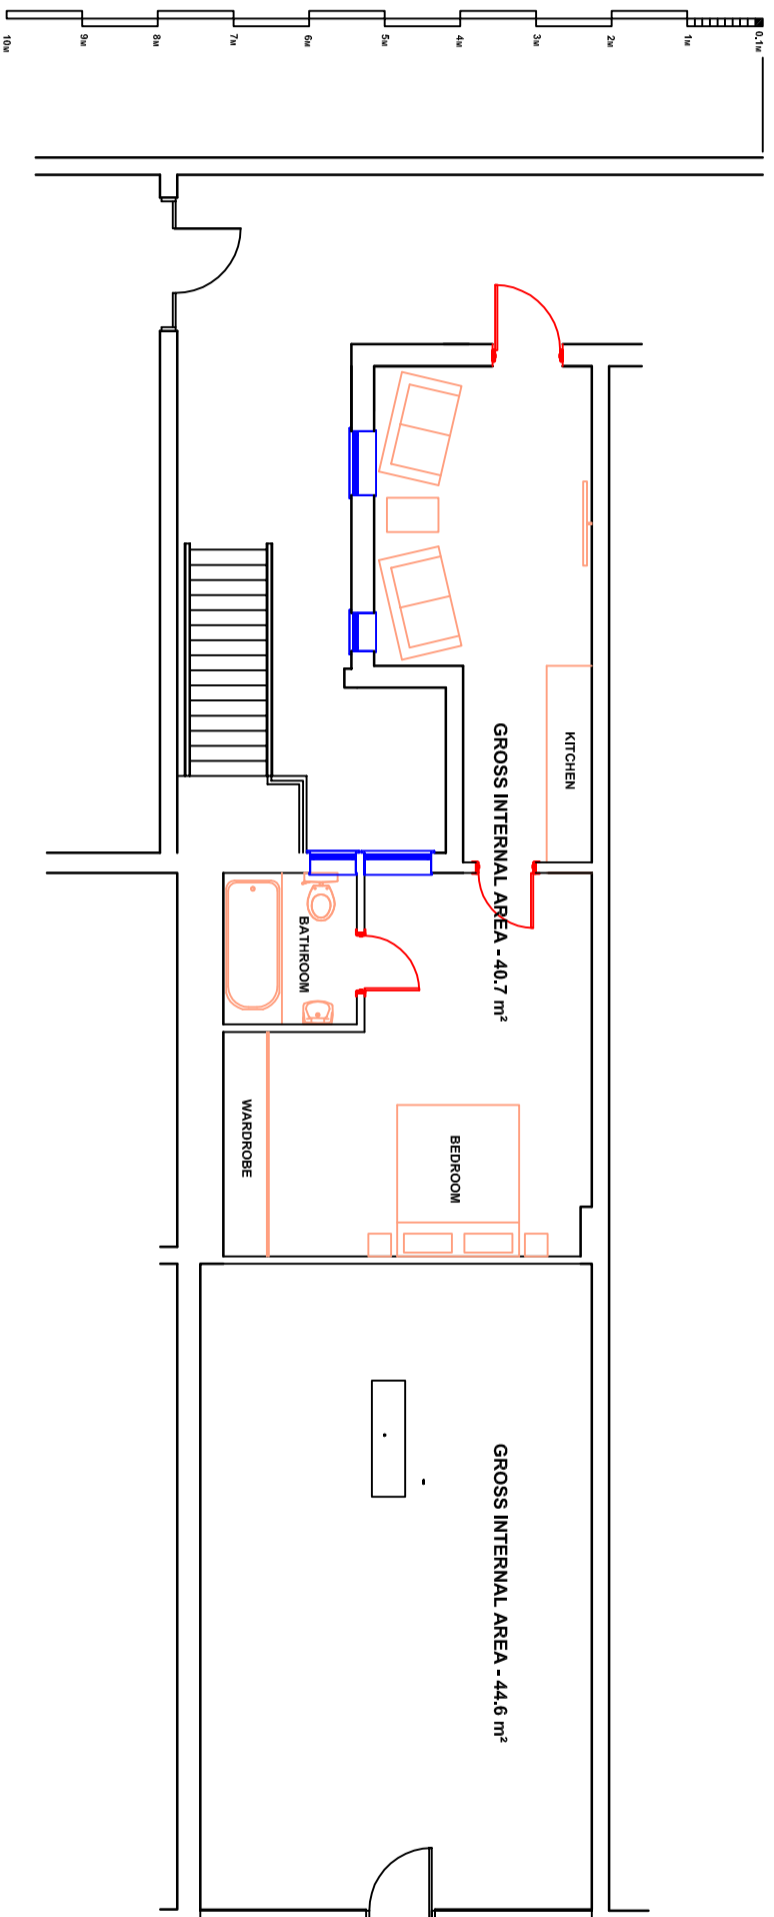 0.1M
1M
2M
3M
4M
5M
6M
7M
8M
9M
10M
KITCHEN
GROSS INTERNAL AREA - 40.7 m²
BATHROOM
BEDROOM
WARDROBE
GROSS INTERNAL AREA - 44.6 m²